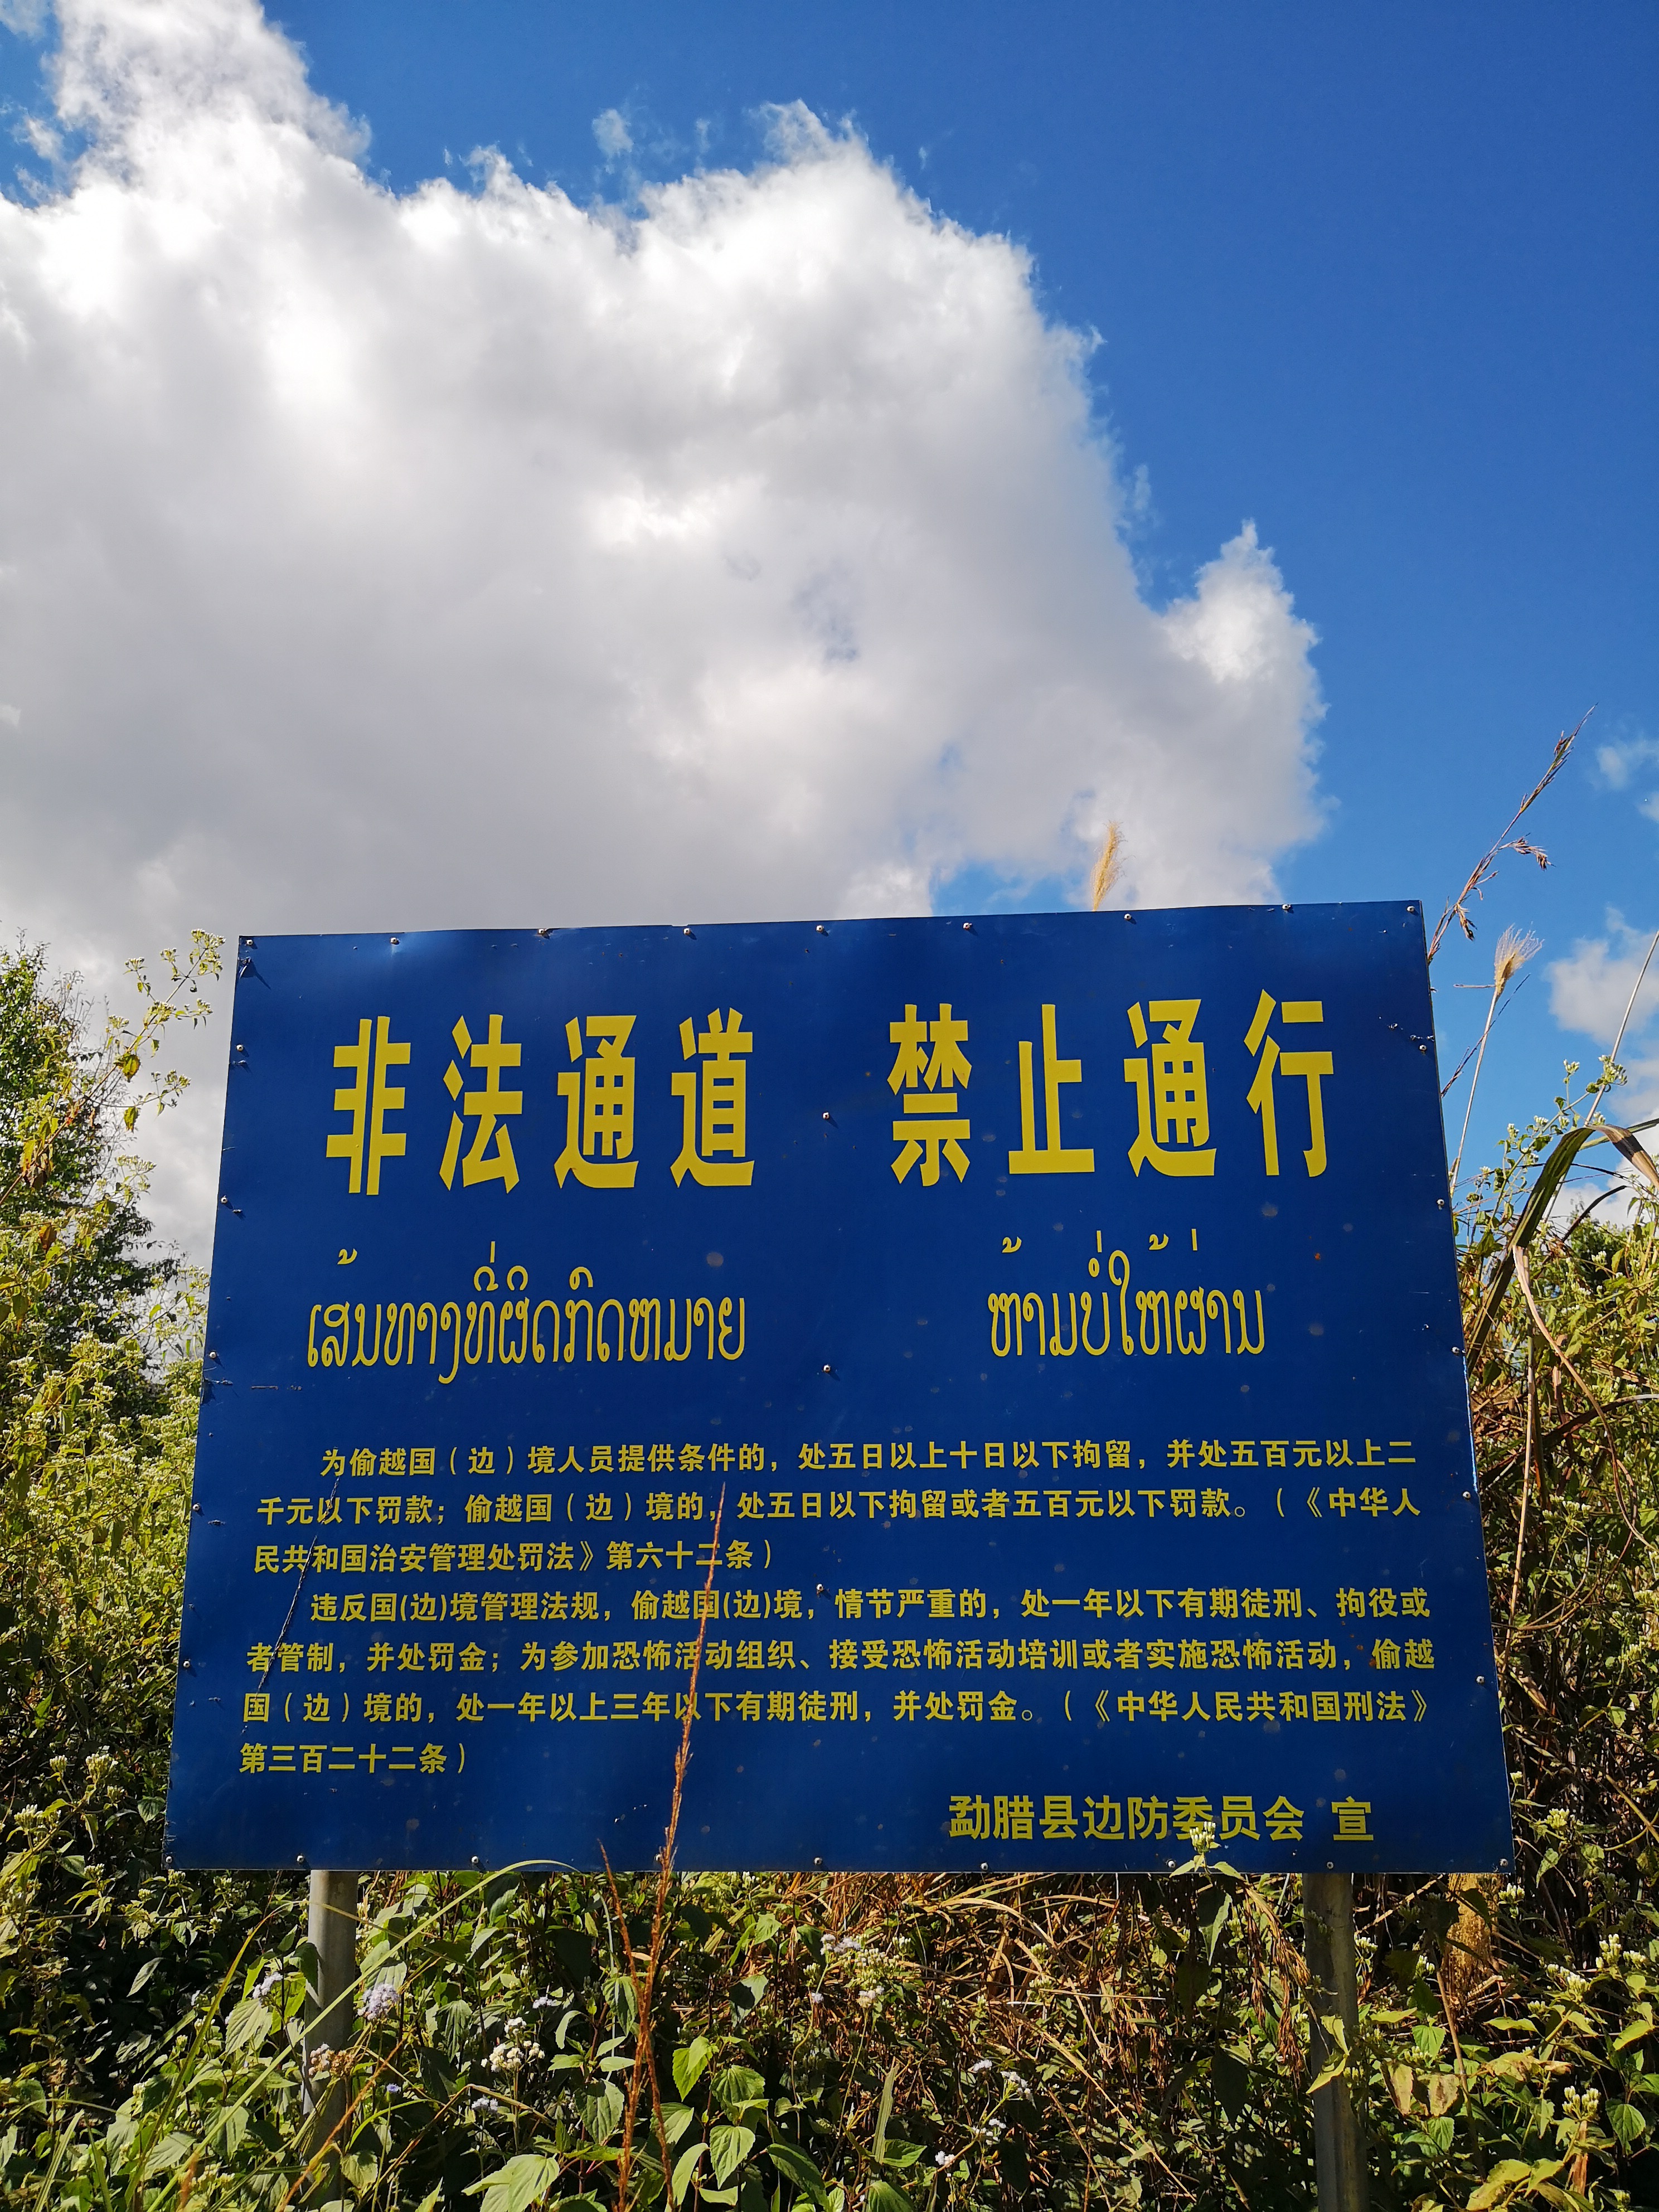 非法通道 禁止通行
ເສັ້ນທາງທີ່ຜິດກົດຫມາຍ ຫ້າມບໍ່ໃຫ້ຜ່ານ
为偷越国（边）境人员提供条件的，处五日以上十日以下拘留，并处五百元以上二
千元以下罚款；偷越国（边）境的，处五日以下拘留或者五百元以下罚款。（《中华人
民共和国治安管理处罚法》第六十二条）
违反国(边)境管理法规，偷越国(边)境，情节严重的，处一年以下有期徒刑、拘役或
者管制，并处罚金；为参加恐怖活动组织、接受恐怖活动培训或者实施恐怖活动，偷越
国（边）境的，处一年以上三年以下有期徒刑，并处罚金。（《中华人民共和国刑法》
第三百二十二条）
勐腊县边防委员会 宣